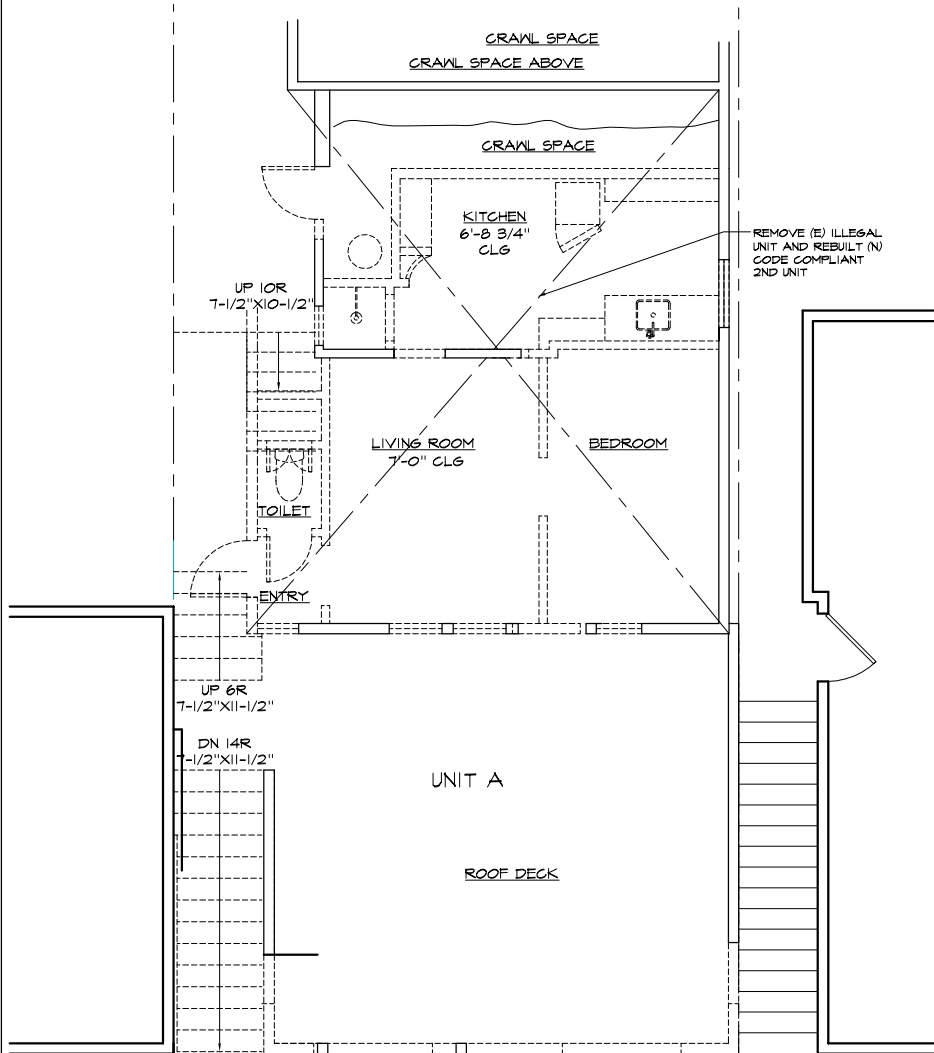 CRAWL SPACE
CRAWL SPACE ABOVE
CRAWL SPACE
KITCHEN
6'-8 3/4"
CLG
REMOVE (E) ILLEGAL
UNIT AND REBUILT (N)
CODE COMPLIANT
2ND UNIT
UP 10R
7-1/2"X10-1/2"
LIVING ROOM
7'-0" CLG
BEDROOM
TOILET
ENTRY
UP 6R
7-1/2"X11-1/2"
DN 14R
7-1/2"X11-1/2"
UNIT A
ROOF DECK